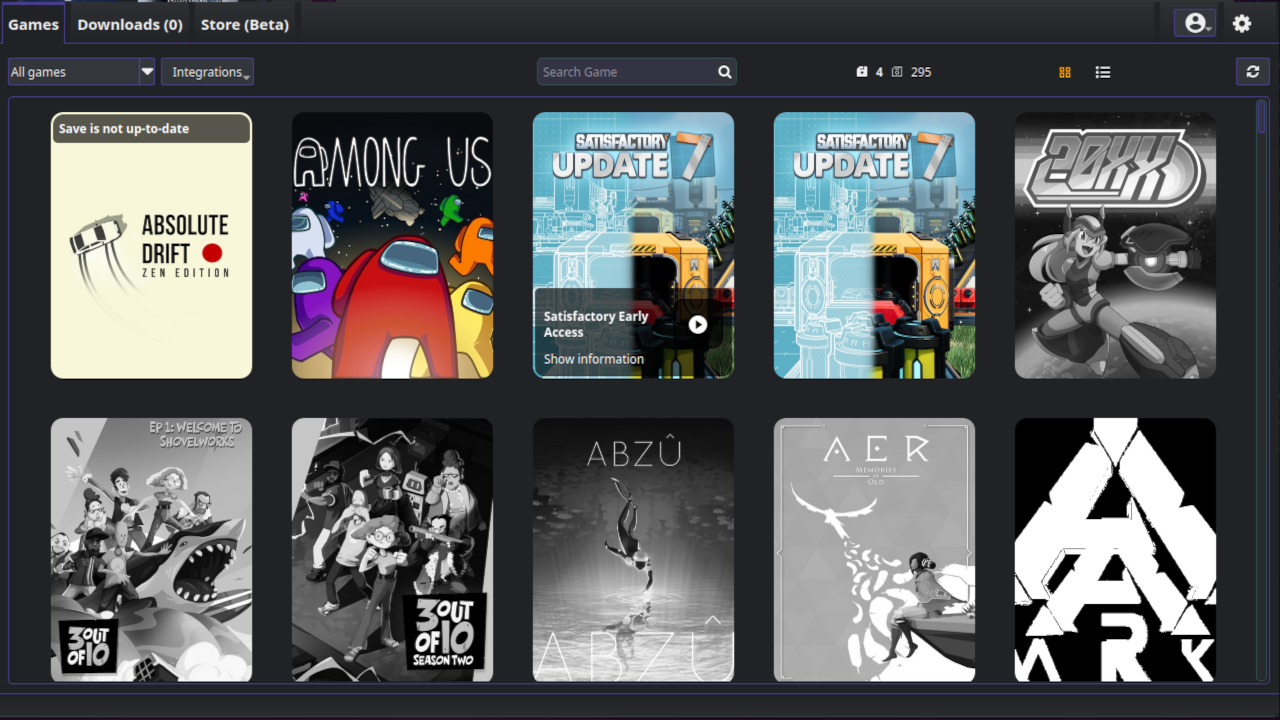 Games
Downloads (0)
Store (Beta)
All games
Integrations
Search Game
4
295
Save is not up-to-date
ABSOLUTE
DRIFT
ZEN EDITION
AMONG US
SATISFACTORY
UPDATE 7
Satisfactory Early
Access
Show information
SATISFACTORY
UPDATE 7
20XX
EP 1: WELCOME TO
SHOVELWORKS
3 OUT
OF 10
3 OUT
OF 10
SEASON TWO
ABZÛ
ABZÛ
AER
MEMORIES
OF
OLD
ARK